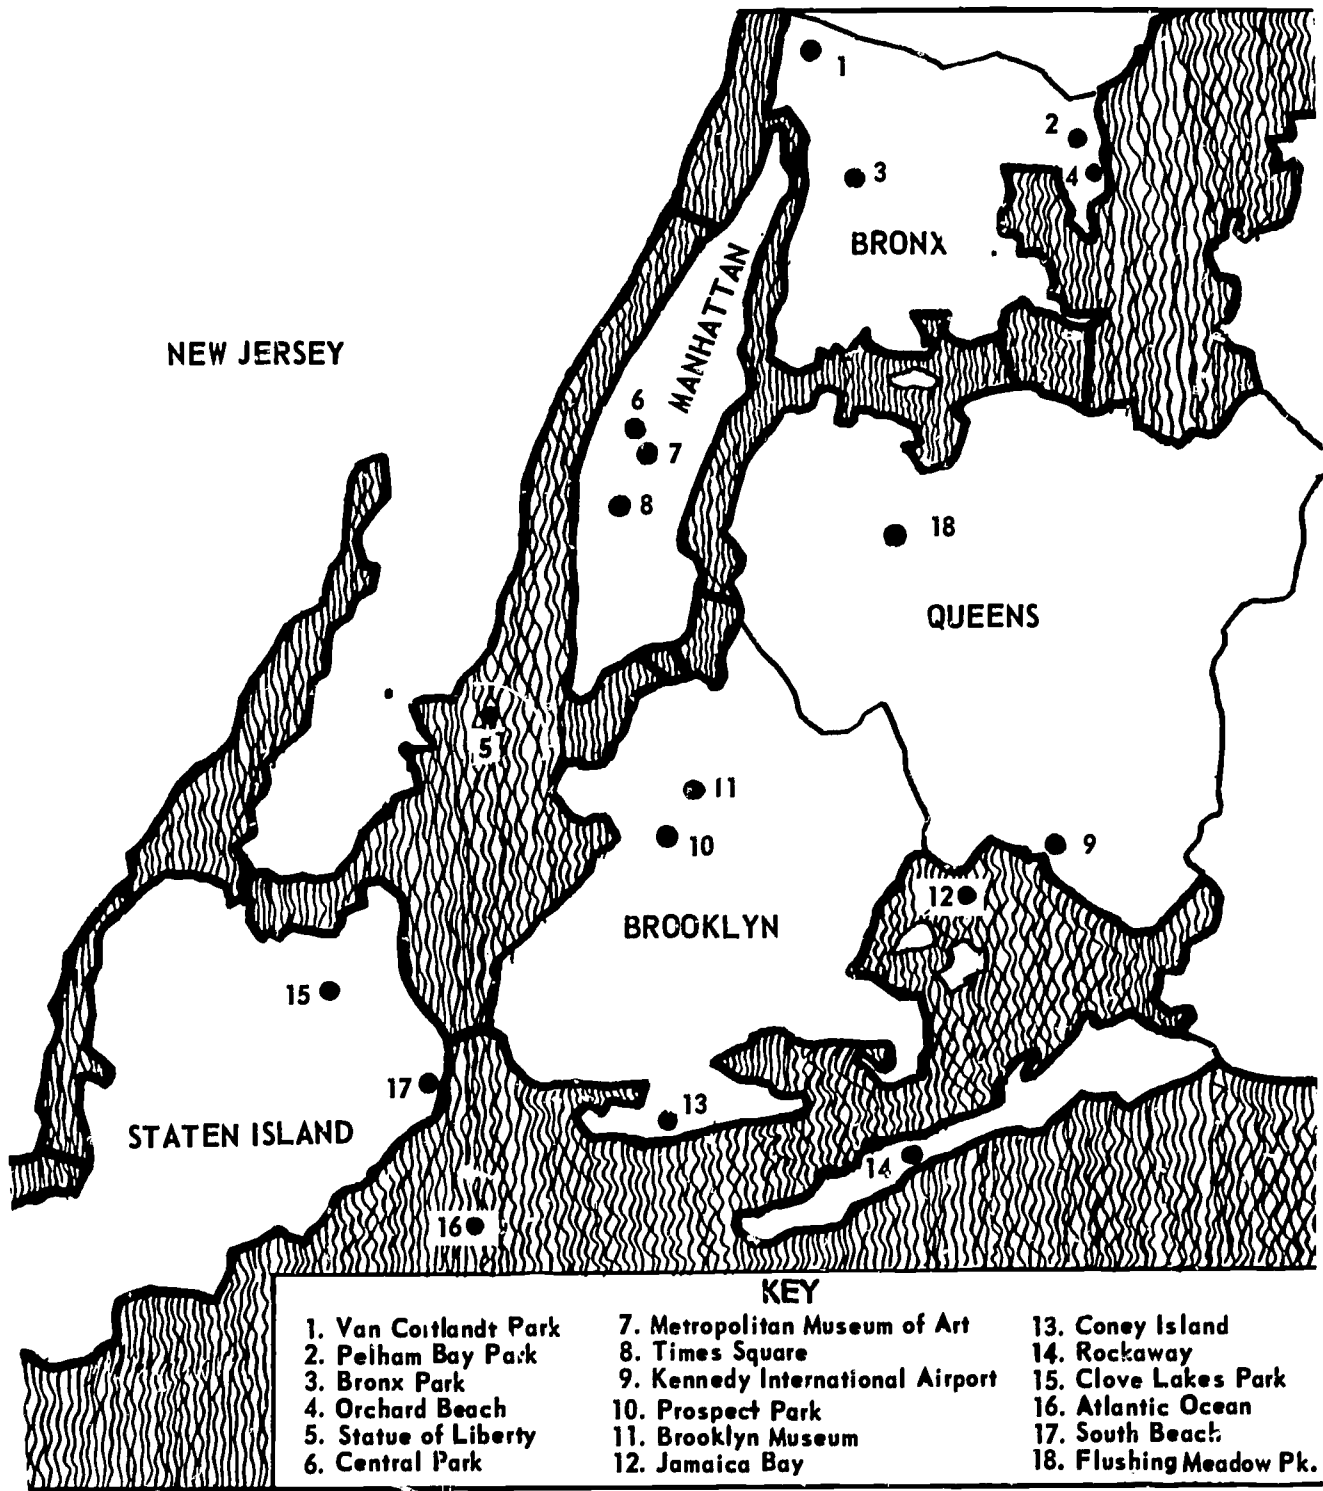 1
2
4
3
BRONX
MANHATTAN
NEW JERSEY
6
7
8
18
QUEENS
5
11
10
9
12
BROOKLYN
15
17
13
STATEN ISLAND
14
16
KEY
1. Van Cortlandt Park
2. Pelham Bay Park
3. Bronx Park
4. Orchard Beach
5. Statue of Liberty
6. Central Park
7. Metropolitan Museum of Art
8. Times Square
9. Kennedy International Airport
10. Prospect Park
11. Brooklyn Museum
12. Jamaica Bay
13. Coney Island
14. Rockaway
15. Clove Lakes Park
16. Atlantic Ocean
17. South Beach
18. Flushing Meadow Pk.